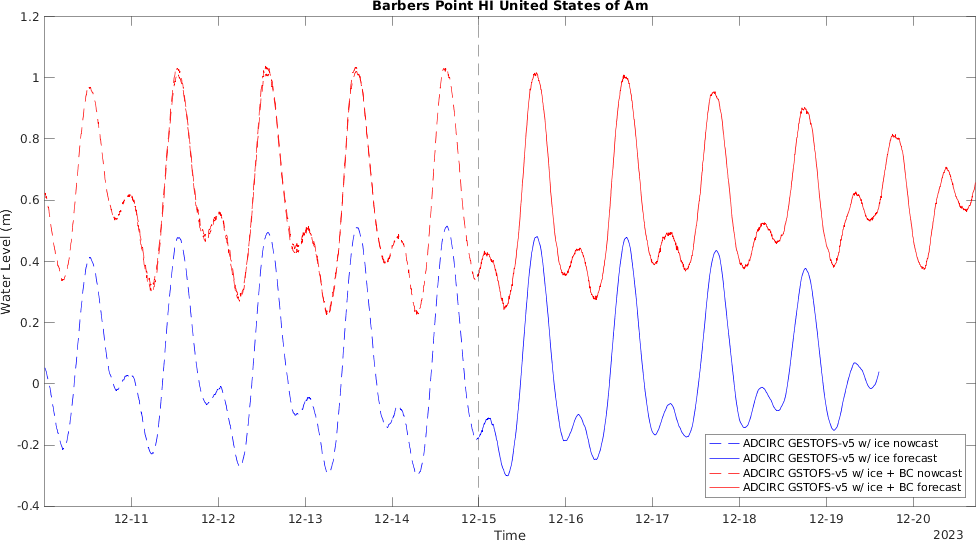 Barbers Point HI United States of Am
1.2
1
0.8
0.6
0.4
0.2
0
-0.2
-0.4
Water Level (m)
ADCIRC GESTOFS-v5 w/ ice nowcast
ADCIRC GESTOFS-v5 w/ ice forecast
ADCIRC GSTOFS-v5 w/ ice + BC nowcast
ADCIRC GSTOFS-v5 w/ ice + BC forecast
12-11 12-12 12-13 12-14 12-15 12-16 12-17 12-18 12-19 12-20
Time
2023